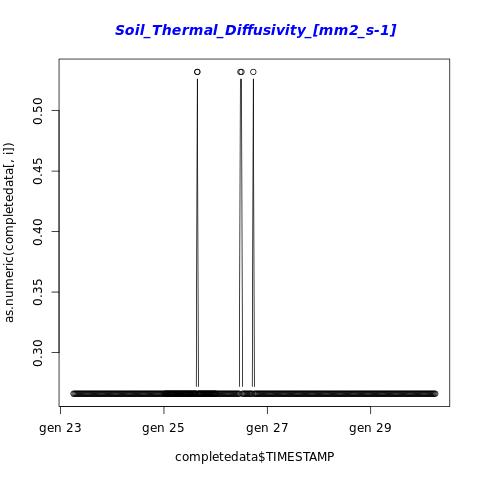 Soil_Thermal_Diffusivity_[mm2_s-1]
as.numeric(completedata[, i])
0.50
0.45
0.40
0.35
0.30
gen 23
gen 25
gen 27
gen 29
completedata$TIMESTAMP